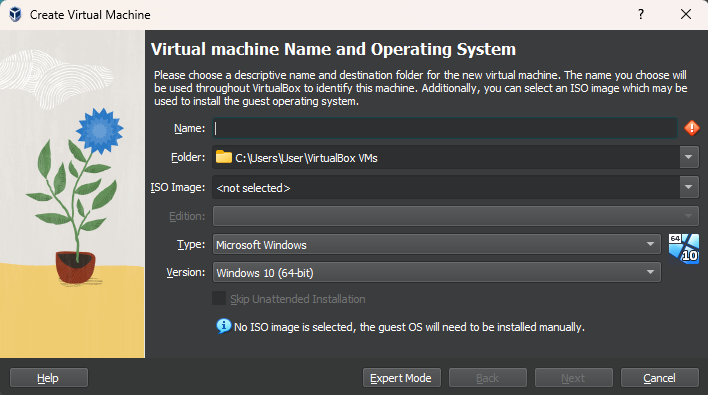 Create Virtual Machine
?
Virtual machine Name and Operating System
Please choose a descriptive name and destination folder for the new virtual machine. The name you choose will
be used throughout VirtualBox to identify this machine. Additionally, you can select an ISO image which may be
used to install the guest operating system.
Name:
Folder: C:\Users\User\VirtualBox VMs
ISO Image: <not selected>
Edition:
Type: Microsoft Windows
64
10
Version: Windows 10 (64-bit)
Skip Unattended Installation
No ISO image is selected, the guest OS will need to be installed manually.
Help
Expert Mode
Back
Next
Cancel